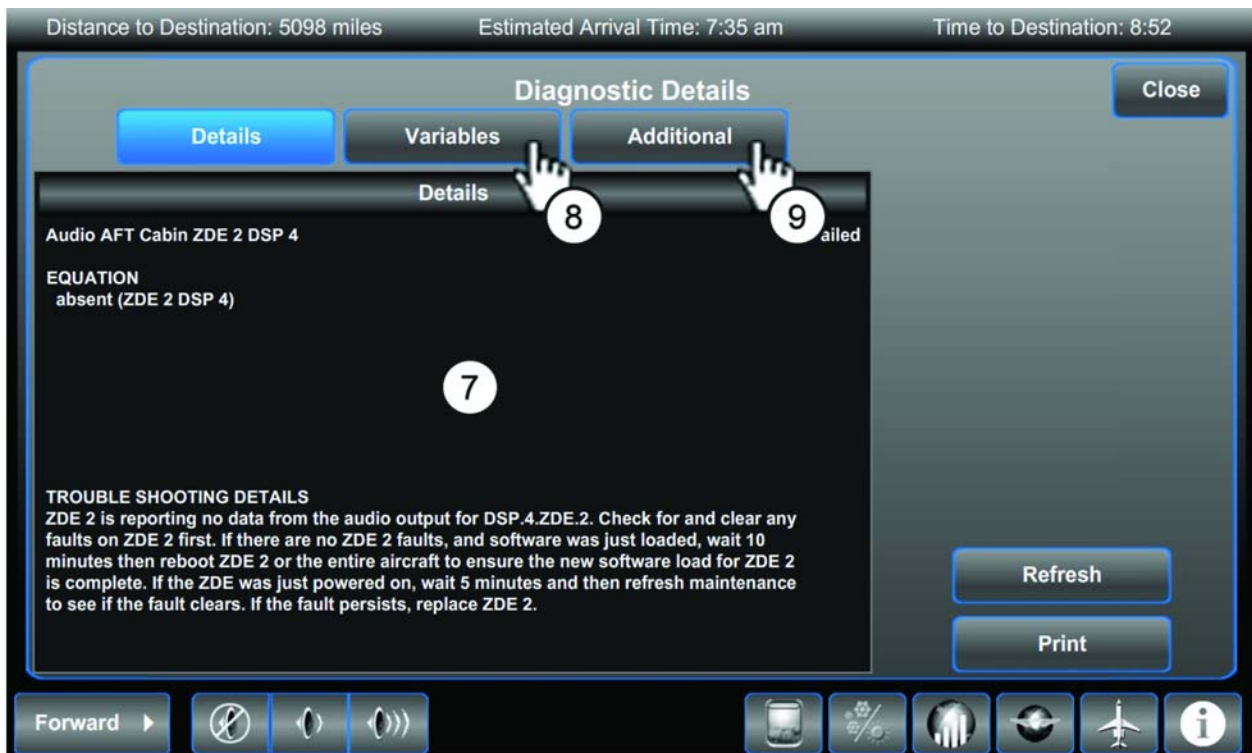 Distance to Destination: 5098 miles Estimated Arrival Time: 7:35 am Time to Destination: 8:52
Diagnostic Details
Close
Details Variables Additional
Details
8
9
Audio AFT Cabin ZDE 2 DSP 4 ailed
EQUATION
absent (ZDE 2 DSP 4)
7
TROUBLE SHOOTING DETAILS
ZDE 2 is reporting no data from the audio output for DSP.4.ZDE.2. Check for and clear any
faults on ZDE 2 first. If there are no ZDE 2 faults, and software was just loaded, wait 10
minutes then reboot ZDE 2 or the entire aircraft to ensure the new software load for ZDE 2
is complete. If the ZDE was just powered on, wait 5 minutes and then refresh maintenance
to see if the fault clears. If the fault persists, replace ZDE 2.
Refresh
Print
Forward
i